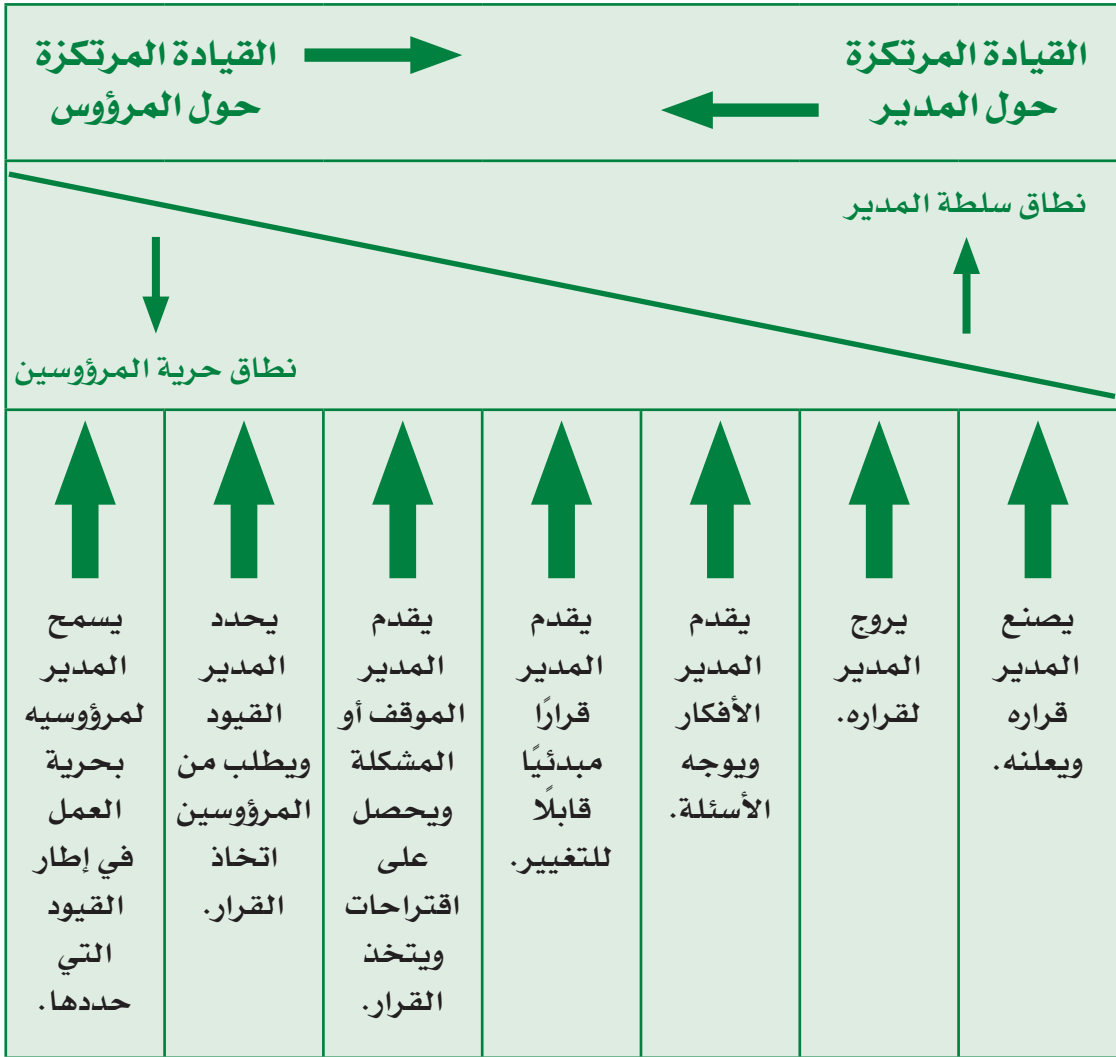 القيادة المرتكزة
حول المدير
القيادة المرتكزة
حول المرؤوس
نطاق سلطة المدير
نطاق حرية المرؤوسين
يصنع
المدير
قراره
ويعلنه.
يروج
المدير
لقراره.
يقدم
المدير
الأفكار
ويوجه
الأسئلة.
يقدم
المدير
قرارًا
مبدئيًا
قابلًا
للتغيير.
يقدم
المدير
الموقف أو
المشكلة
ويحصل
على
اقتراحات
ويتخذ
القرار.
يحدد
المدير
القيود
ويطلب من
المرؤوسين
اتخاذ
القرار.
يسمح
المدير
لمرؤوسيه
بحرية
العمل
في إطار
القيود
التي
حددها.